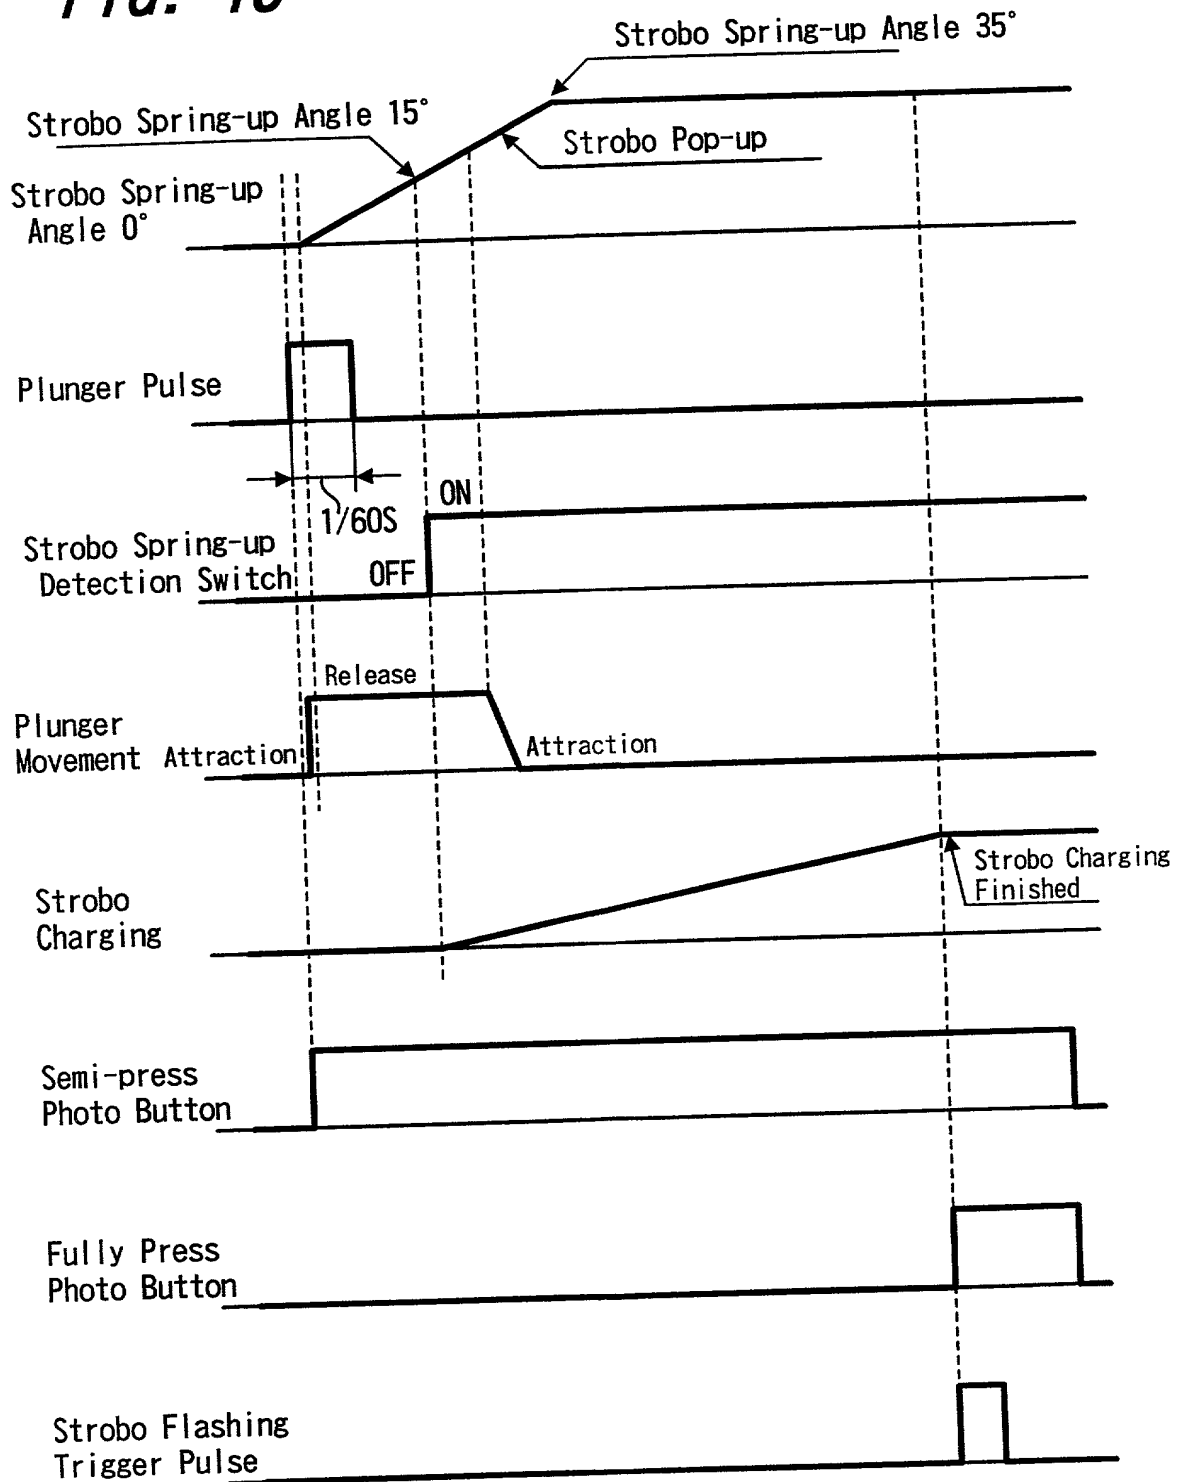 Strobo Spring-up Angle 35°
Strobo Spring-up Angle 15°
Strobo Pop-up
Strobo Spring-up
Angle 0°
Plunger Pulse
1/60S
ON
Strobo Spring-up
Detection Switch
OFF
Release
Plunger
Movement Attraction
Attraction
Strobo Charging
Finished
Strobo
Charging
Semi-press
Photo Button
Fully Press
Photo Button
Strobo Flashing
Trigger Pulse